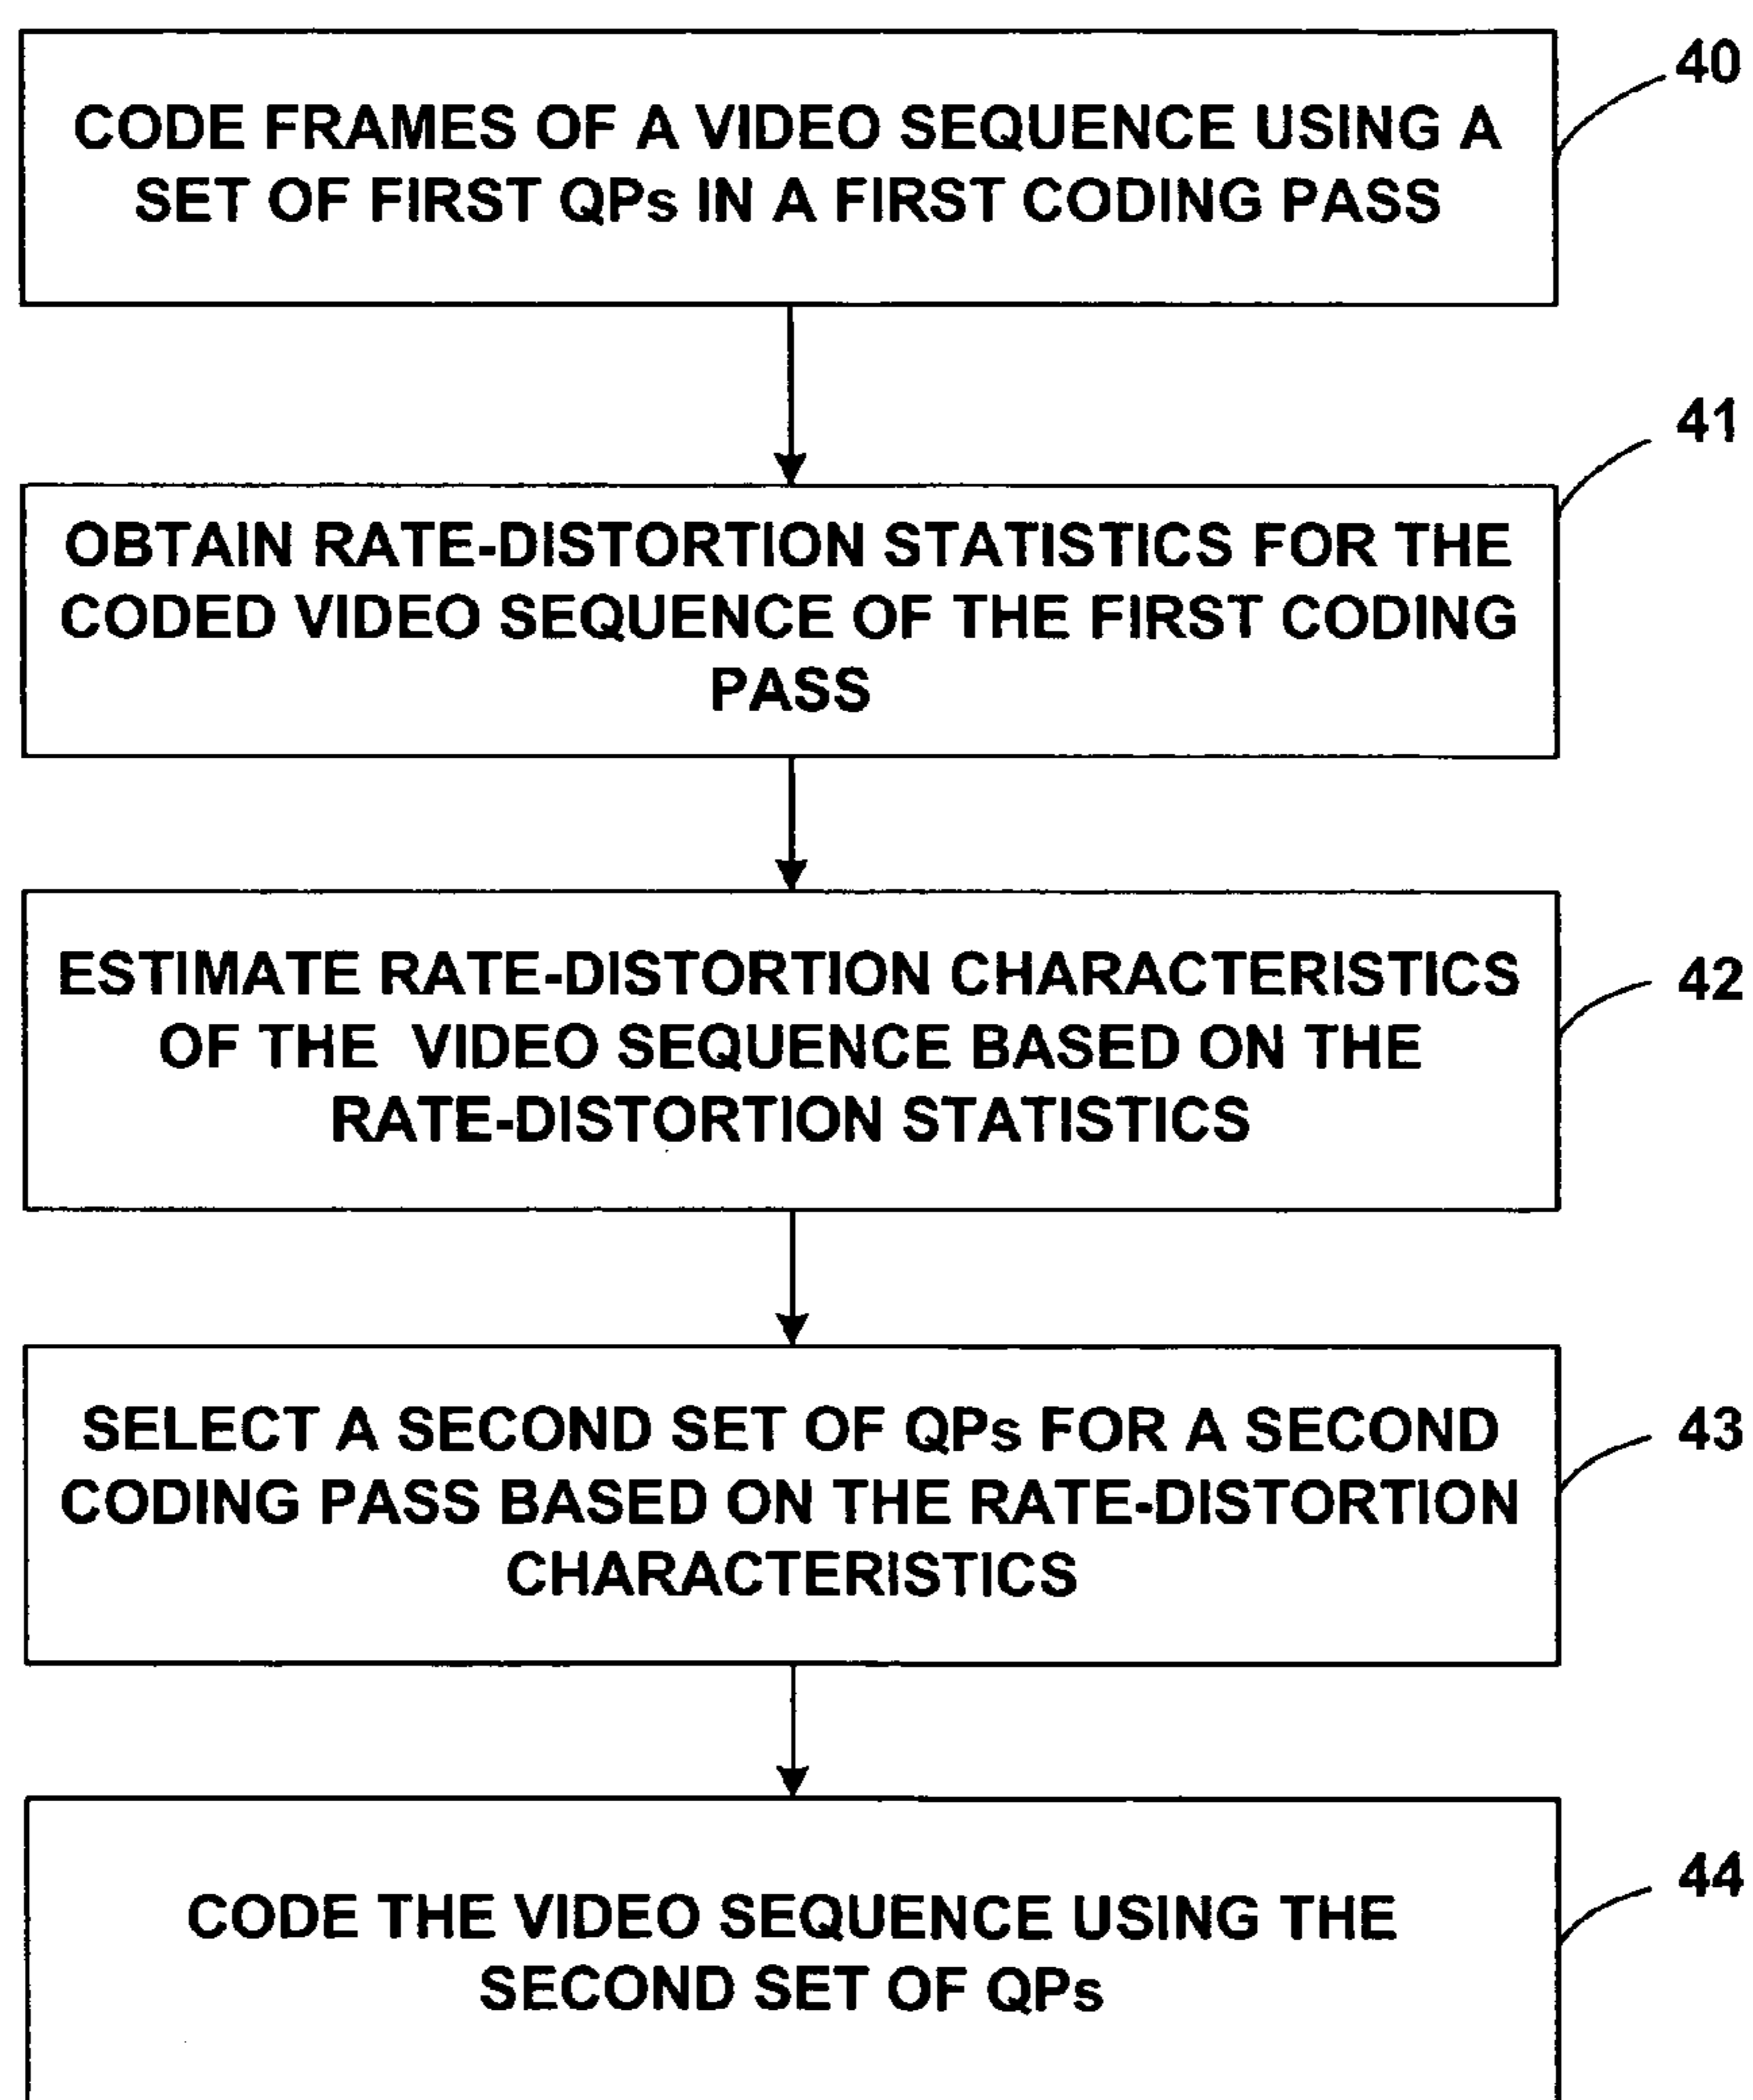 40
CODE FRAMES OF A VIDEO SEQUENCE USING A
SET OF FIRST QPs IN A FIRST CODING PASS
41
OBTAIN RATE-DISTORTION STATISTICS FOR THE
CODED VIDEO SEQUENCE OF THE FIRST CODING
PASS
42
ESTIMATE RATE-DISTORTION CHARACTERISTICS
OF THE VIDEO SEQUENCE BASED ON THE
RATE-DISTORTION STATISTICS
43
SELECT A SECOND SET OF QPs FOR A SECOND
CODING PASS BASED ON THE RATE-DISTORTION
CHARACTERISTICS
44
CODE THE VIDEO SEQUENCE USING THE
SECOND SET OF QPs